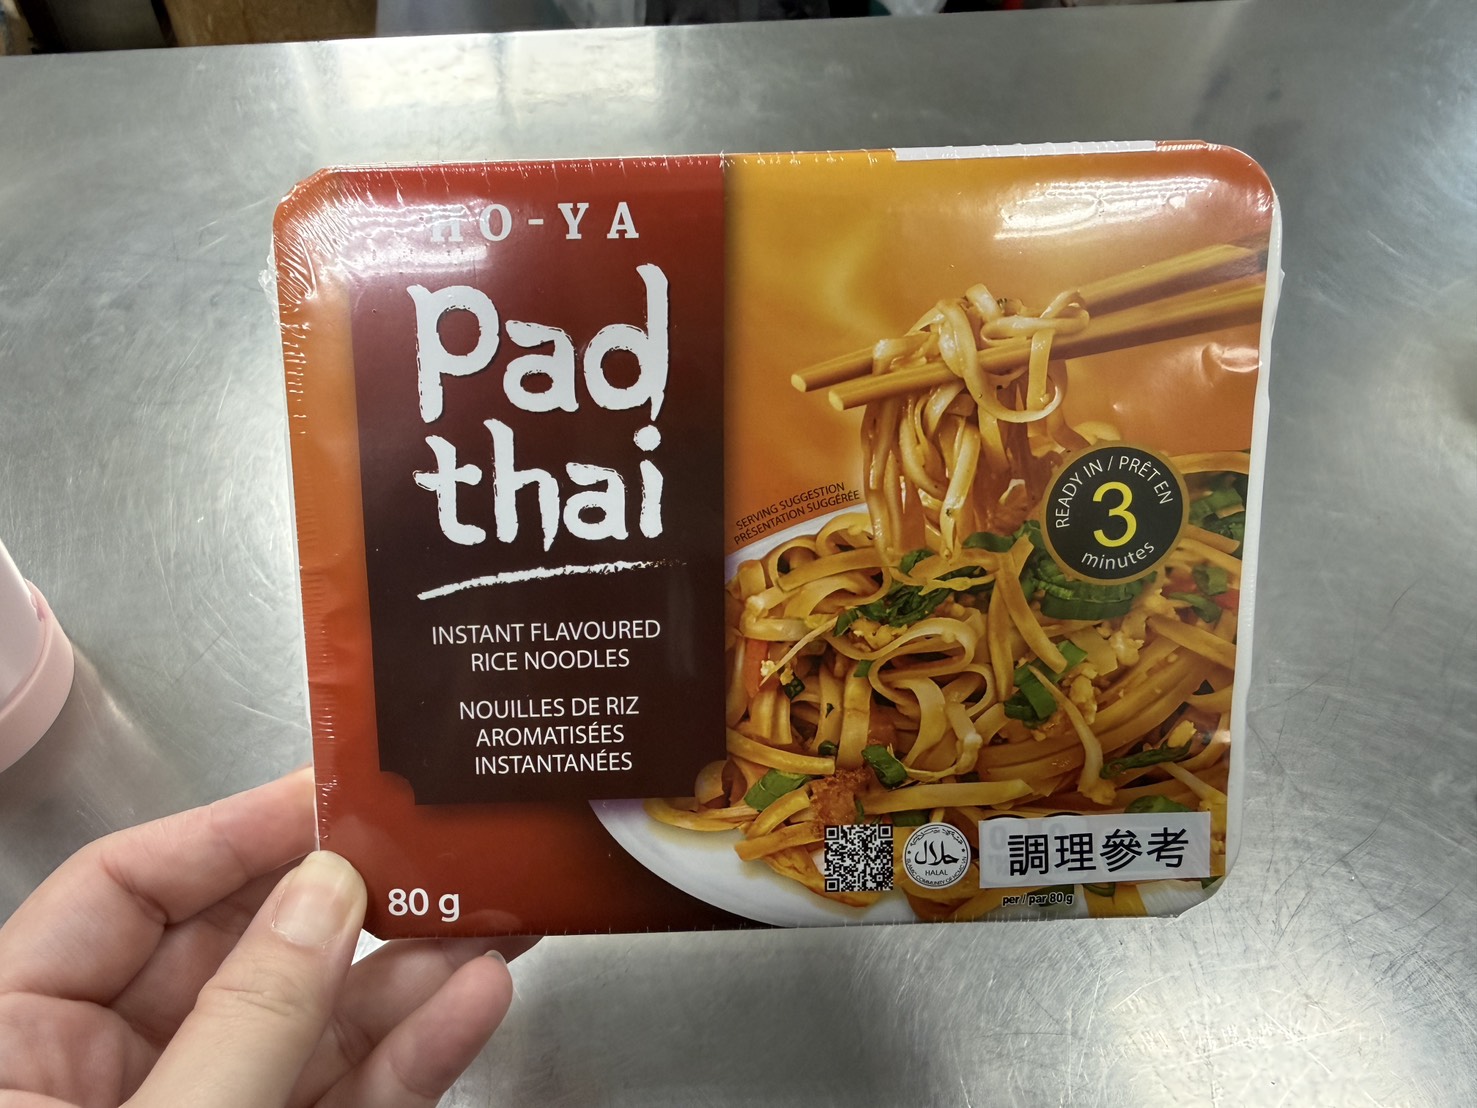 HO-YA
Pad
thai
INSTANT FLAVOURED
RICE NOODLES
NOUILLES DE RIZ
AROMATISÉES
INSTANTANÉES
80 g
SERVING SUGGESTION
PRÉSENTATION SUGGÉRÉE
READY IN / PRÊT EN
3
minutes
حلال
HALAL
調理參考
per / par 80 g